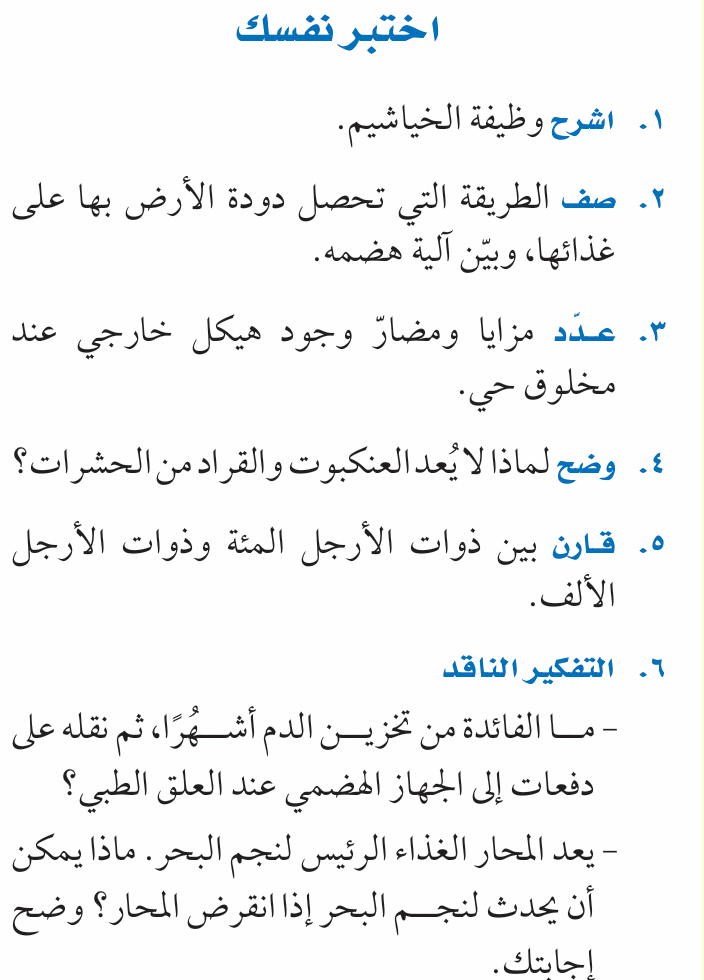 اختبر نفسك
١. اشرح وظيفة الخياشيم.
٢. صف الطريقة التي تحصل دودة الأرض بها على
غذائها، وبيّن آلية هضمه.
٣. عـدّد مزايا ومضارّ وجود هيكل خارجي عند
مخلوق حي.
٤. وضح لماذا لا يُعد العنكبوت والقراد من الحشرات؟
٥. قـارن بين ذوات الأرجل المئة وذوات الأرجل
الألف.
٦. التفكير الناقد
– مـــا الفائدة من تخزيـــن الدم أشـــهُرًا، ثم نقله على
دفعات إلى الجهاز الهضمي عند العلق الطبي؟
– يعد المحار الغذاء الرئيس لنجم البحر. ماذا يمكن
أن يحدث لنجـــم البحر إذا انقرض المحار؟ وضح
إجابتك.